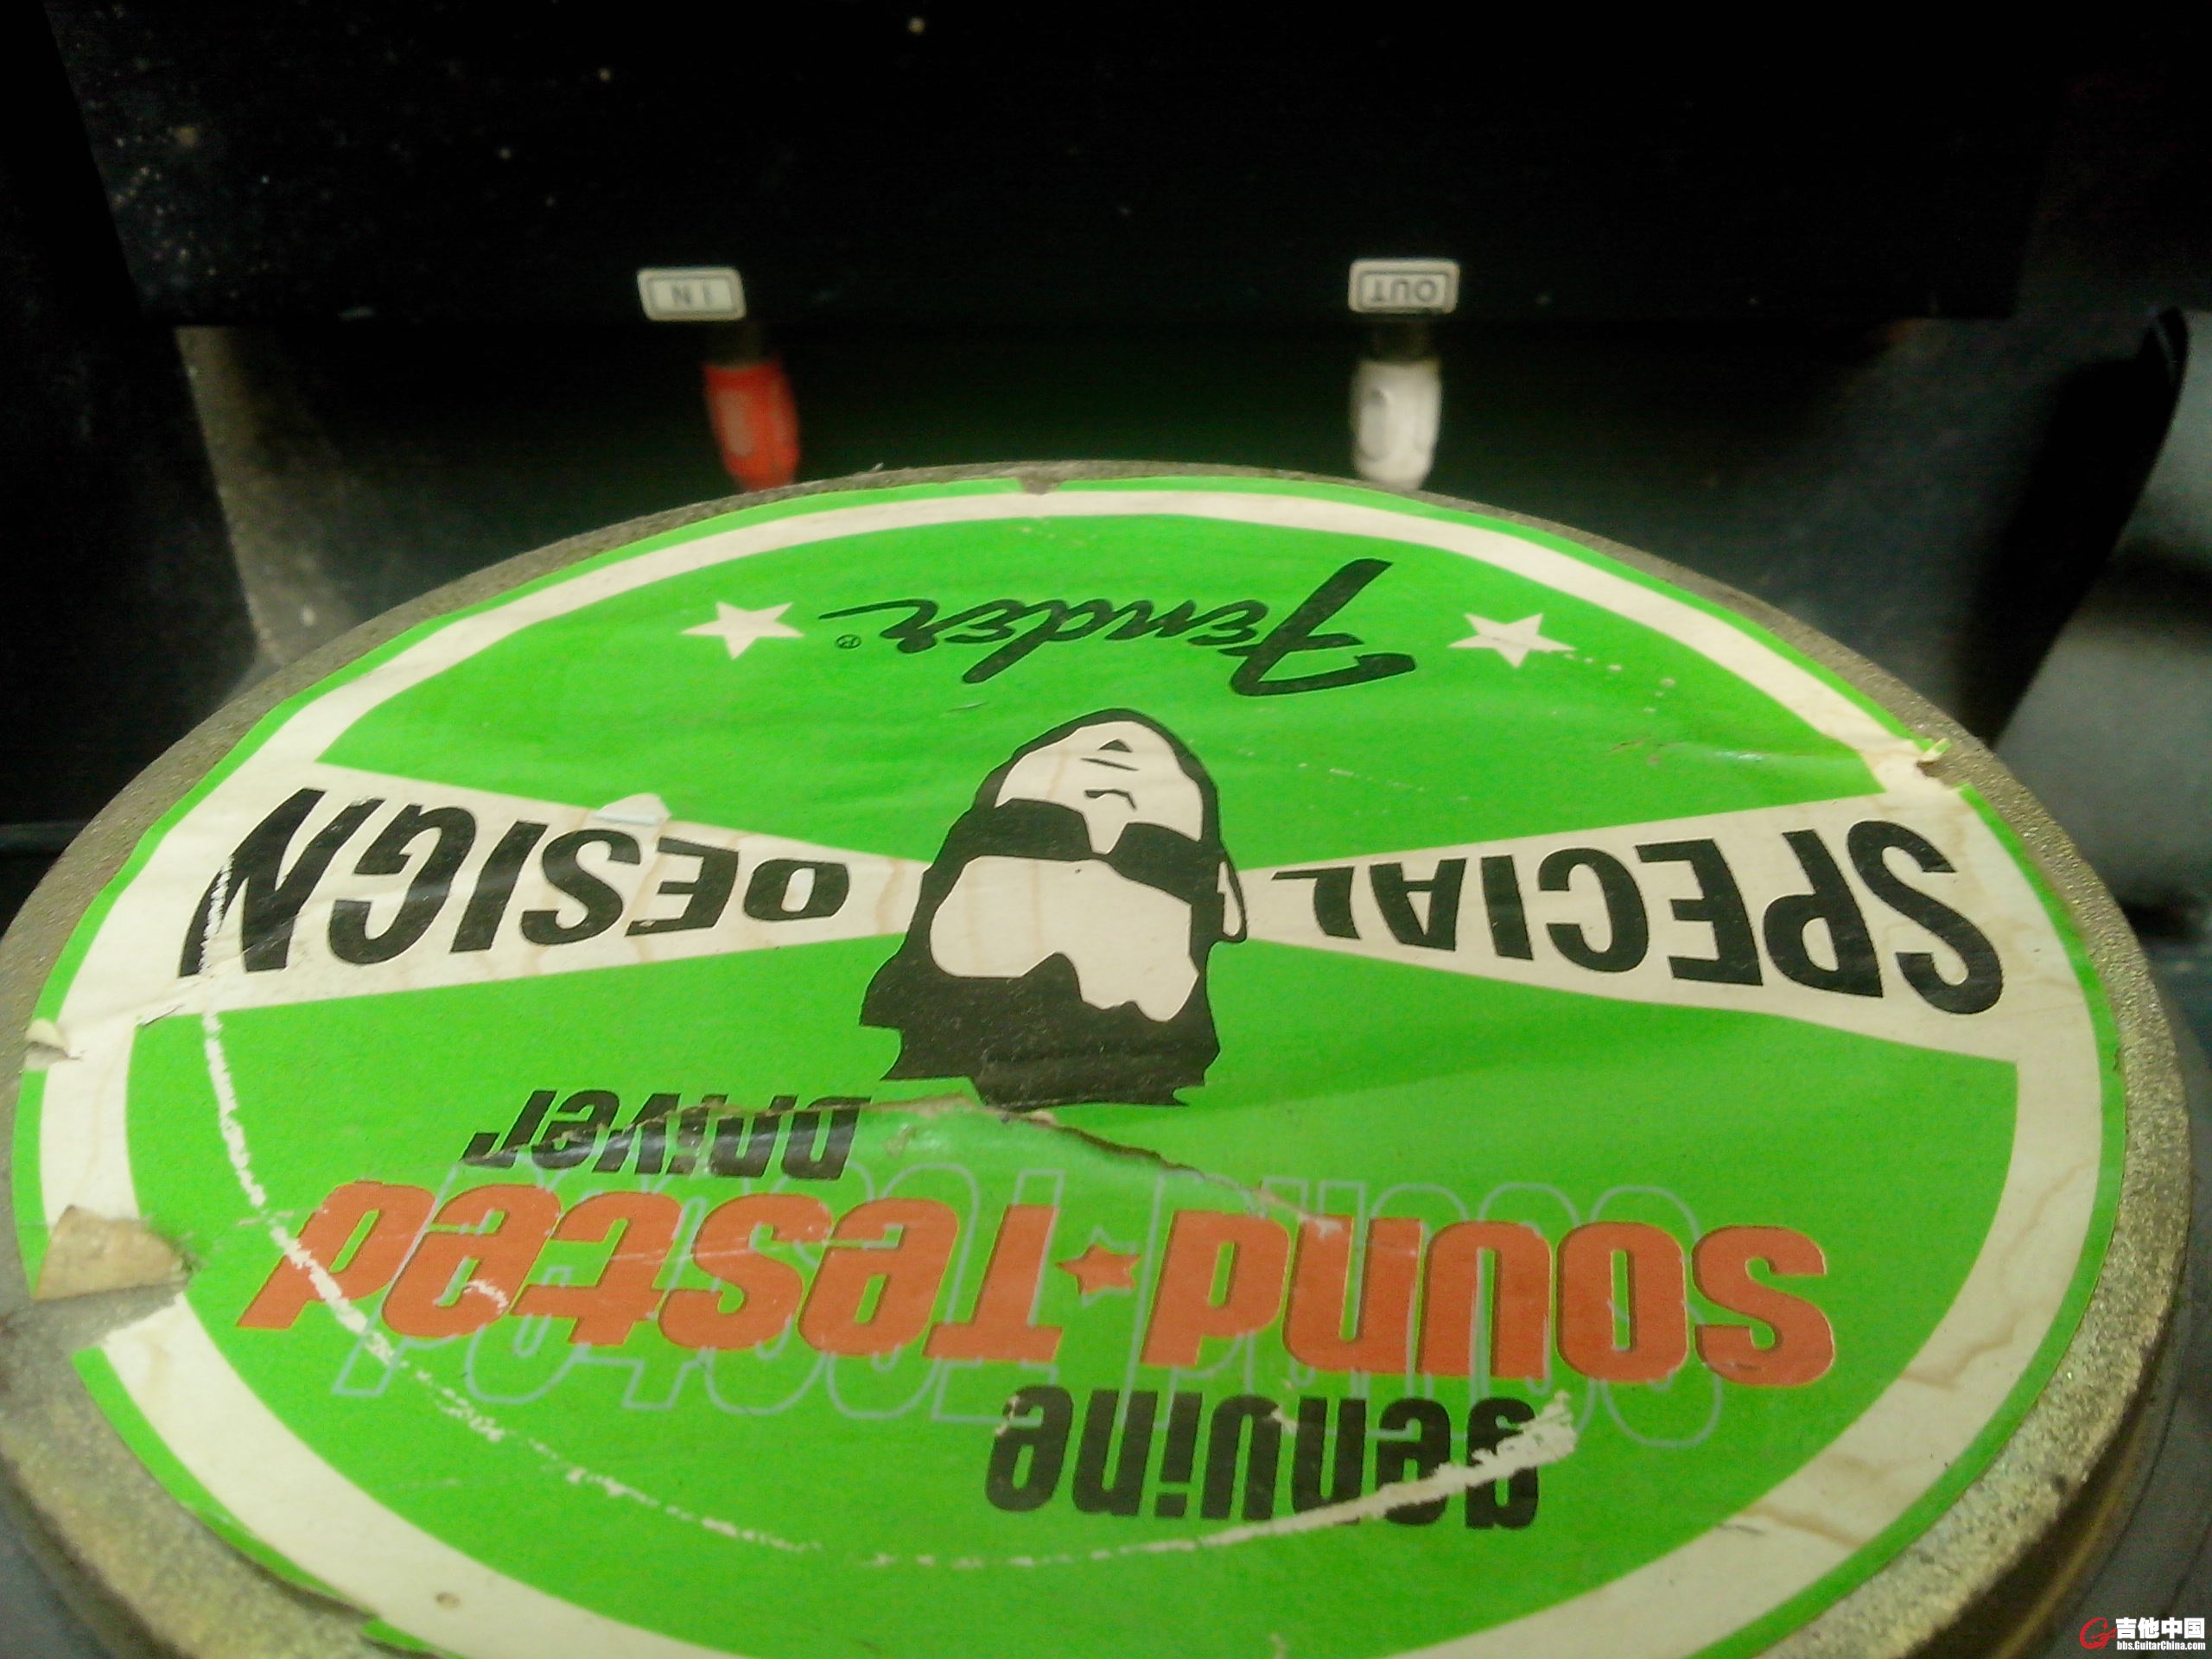 genuine
SOUND★Tested
Driver
SPECIAL DESIGN
Fender®
OUT
IN
吉他中国
bbs.GuitarChina.com